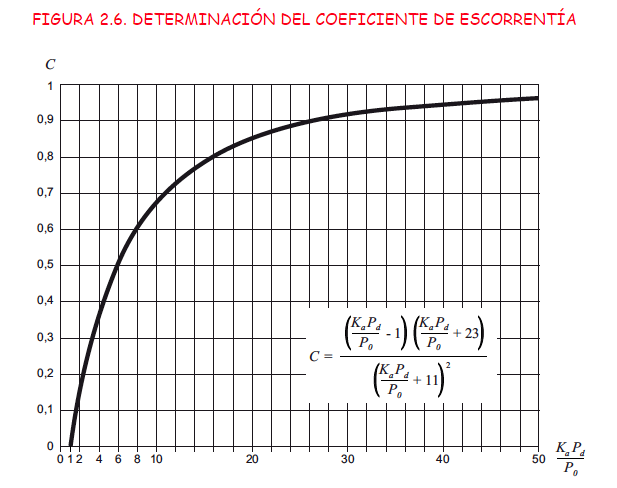 FIGURA 2.6. DETERMINACIÓN DEL COEFICIENTE DE ESCORRENTÍA
C
1
0,9
0,8
0,7
0,6
0,5
0,4
0,3
0,2
0,1
0
C = ((KaPd/P0 - 1) (KaPd/P0 + 23)) / (KaPd/P0 + 11)²
0 1 2 4 6 8 10 20 30 40 50
Ka Pd / P0